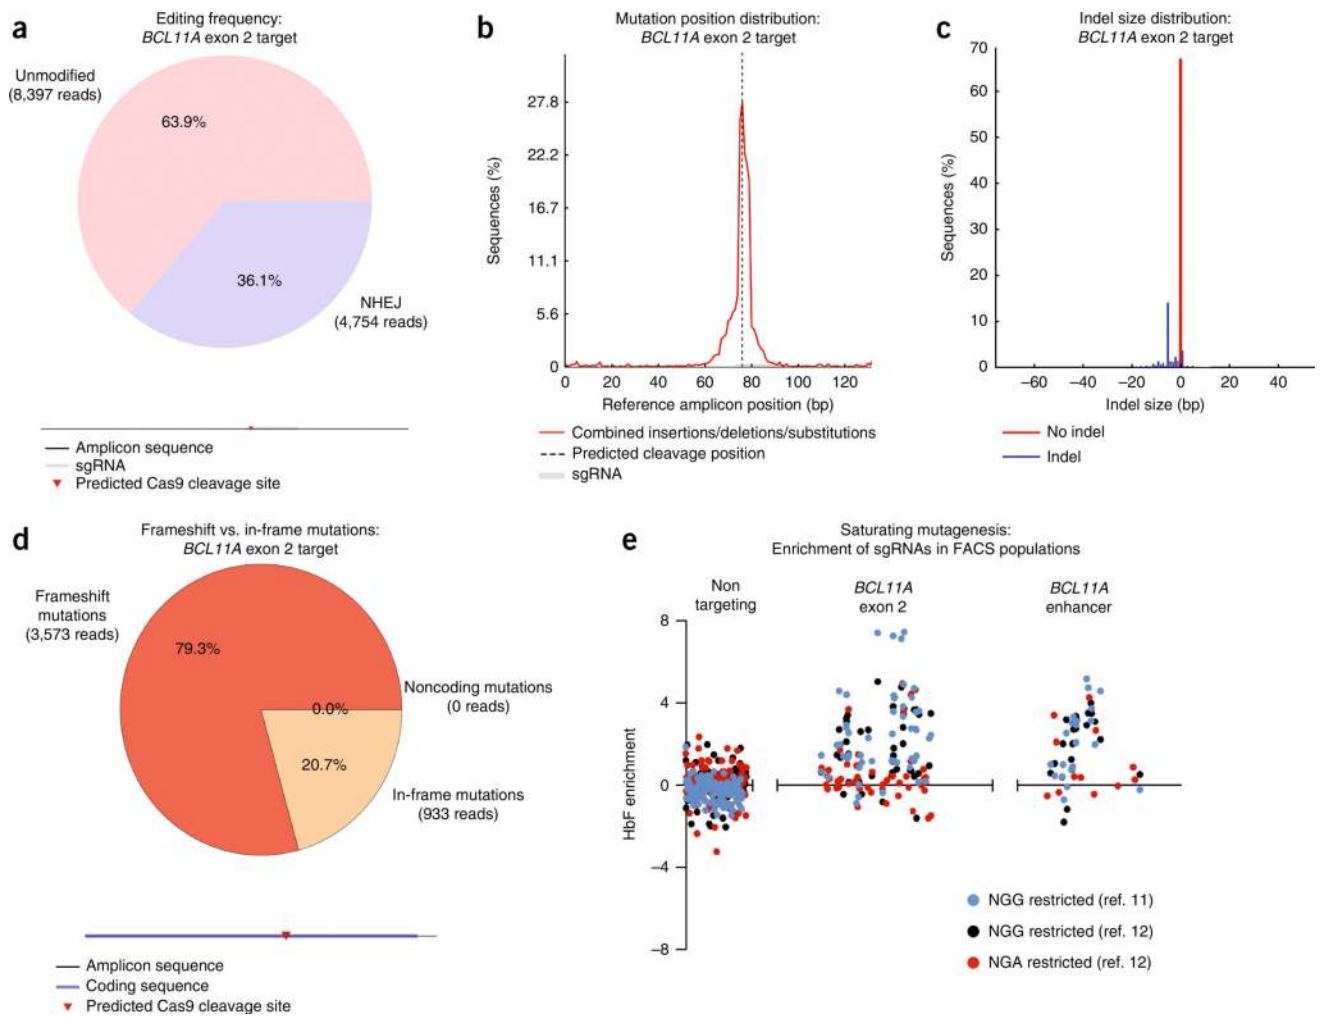 a
Editing frequency:
BCL11A exon 2 target
Unmodified
(8,397 reads)
63.9%
36.1%
NHEJ
(4,754 reads)
Amplicon sequence
sgRNA
Predicted Cas9 cleavage site
b
Mutation position distribution:
BCL11A exon 2 target
Sequences (%)
27.8
22.2
16.7
11.1
5.6
0
0 20 40 60 80 100 120
Reference amplicon position (bp)
Combined insertions/deletions/substitutions
Predicted cleavage position
sgRNA
c
Indel size distribution:
BCL11A exon 2 target
Sequences (%)
70
60
50
40
30
20
10
0
−60 −40 −20 0 20 40
Indel size (bp)
No indel
Indel
d
Frameshift vs. in-frame mutations:
BCL11A exon 2 target
Frameshift
mutations
(3,573 reads)
79.3%
Noncoding mutations
(0 reads)
0.0%
20.7%
In-frame mutations
(933 reads)
Amplicon sequence
Coding sequence
Predicted Cas9 cleavage site
e
Saturating mutagenesis:
Enrichment of sgRNAs in FACS populations
Non
targeting
BCL11A
exon 2
BCL11A
enhancer
HbF enrichment
8
4
0
−4
−8
NGG restricted (ref. 11)
NGG restricted (ref. 12)
NGA restricted (ref. 12)